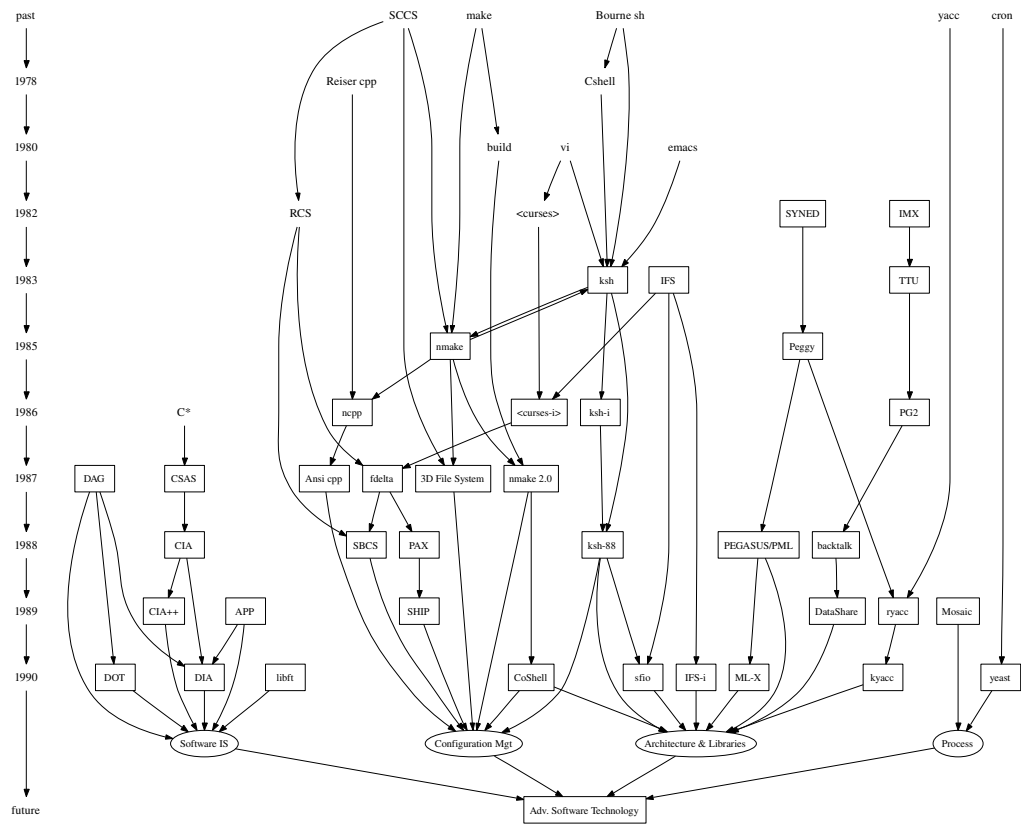 past
SCCS
make
Bourne sh
yacc
cron
1978
Reiser cpp
Cshell
1980
build
vi
emacs
1982
RCS
<curses>
SYNED
IMX
1983
ksh
IFS
TTU
1985
nmake
Peggy
1986
C*
ncpp
<curses-i>
ksh-i
PG2
1987
DAG
CSAS
Ansi cpp
fdelta
3D File System
nmake 2.0
1988
CIA
SBCS
PAX
ksh-88
PEGASUS/PML
backtalk
1989
CIA++
APP
SHIP
DataShare
ryacc
Mosaic
1990
DOT
DIA
libft
CoShell
sfio
IFS-i
ML-X
kyacc
yeast
Software IS
Configuration Mgt
Architecture & Libraries
Process
future
Adv. Software Technology